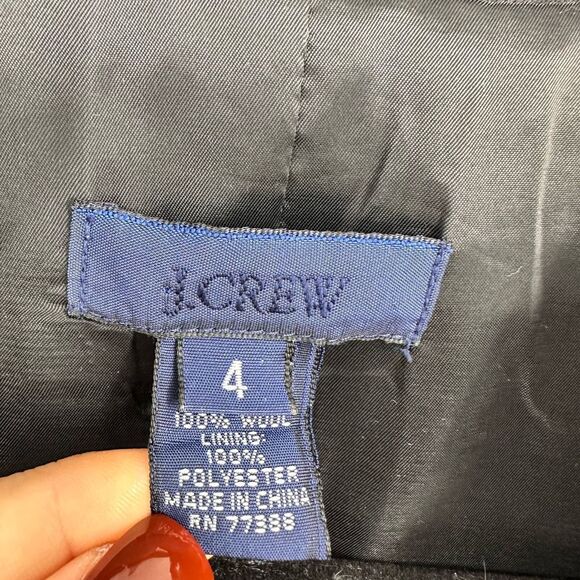 J.CREW
4
100% WOOL
LINING:
100%
POLYESTER
MADE IN CHINA
RN 77388